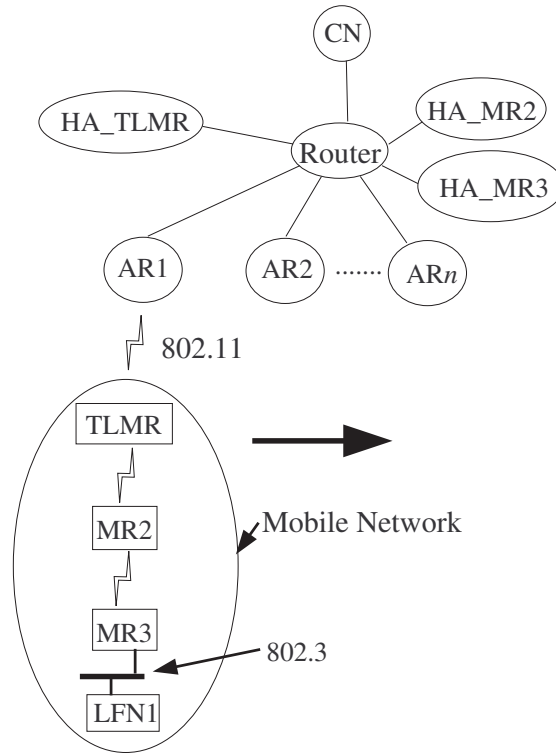 CN
HA_TLMR
HA_MR2
Router
HA_MR3
AR1
AR2
.......
ARn
802.11
TLMR
MR2
Mobile Network
MR3
802.3
LFN1